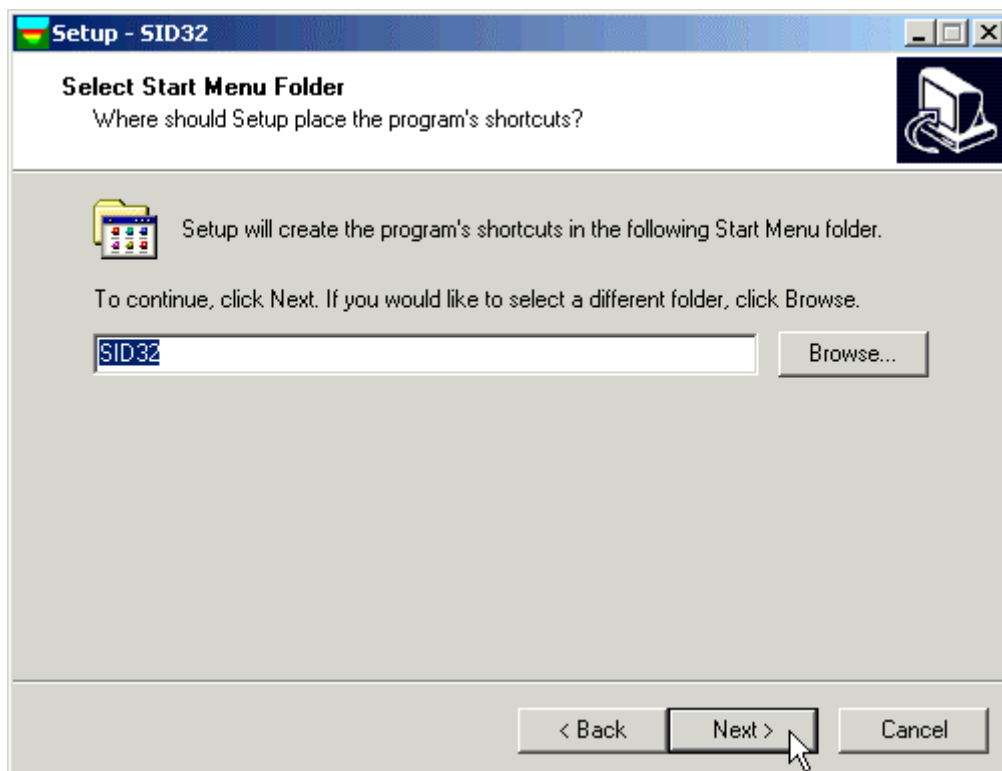 Setup - SID32
Select Start Menu Folder
Where should Setup place the program's shortcuts?
Setup will create the program's shortcuts in the following Start Menu folder.
To continue, click Next. If you would like to select a different folder, click Browse.
SID32
Browse...
< Back
Next >
Cancel